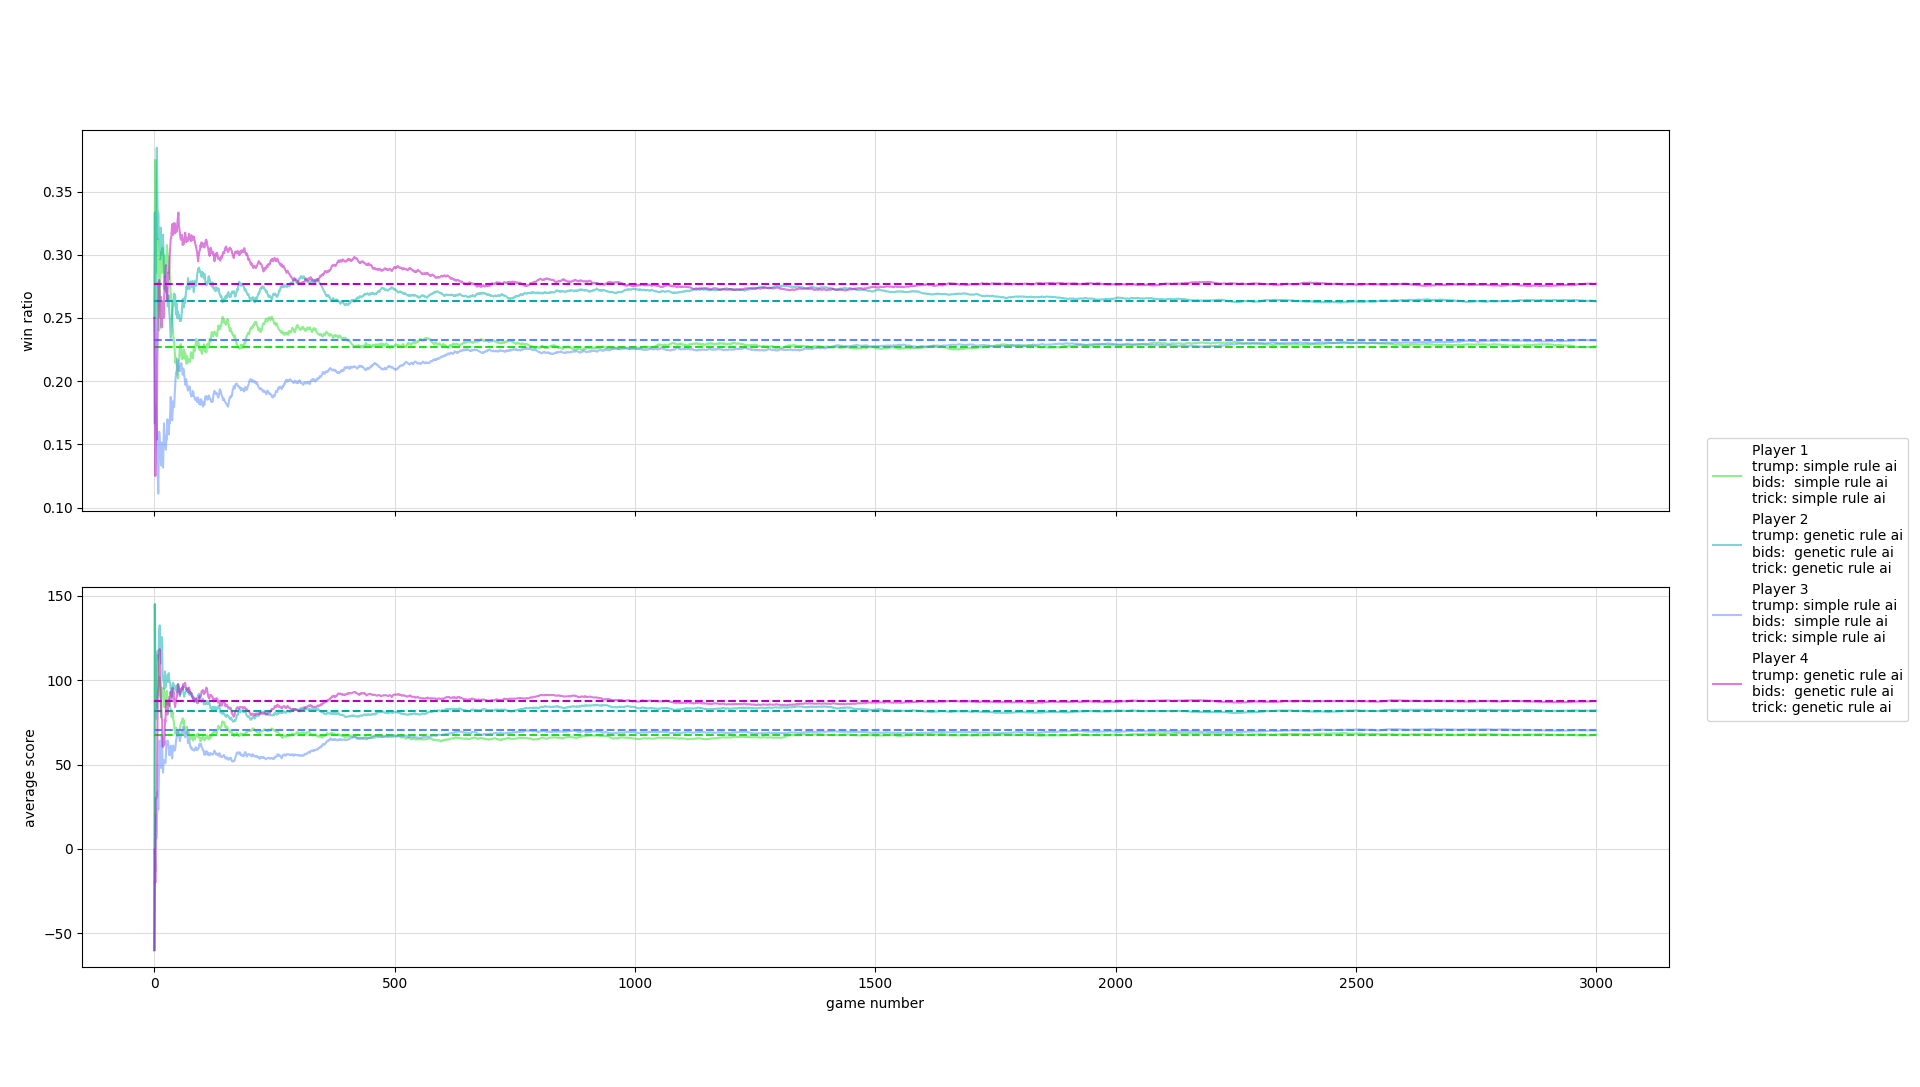 0.35
0.30
0.25
0.20
0.15
0.10
win ratio
150
100
50
0
−50
average score
0 500 1000 1500 2000 2500 3000
game number
Player 1
trump: simple rule ai
bids:  simple rule ai
trick: simple rule ai
Player 2
trump: genetic rule ai
bids:  genetic rule ai
trick: genetic rule ai
Player 3
trump: simple rule ai
bids:  simple rule ai
trick: simple rule ai
Player 4
trump: genetic rule ai
bids:  genetic rule ai
trick: genetic rule ai